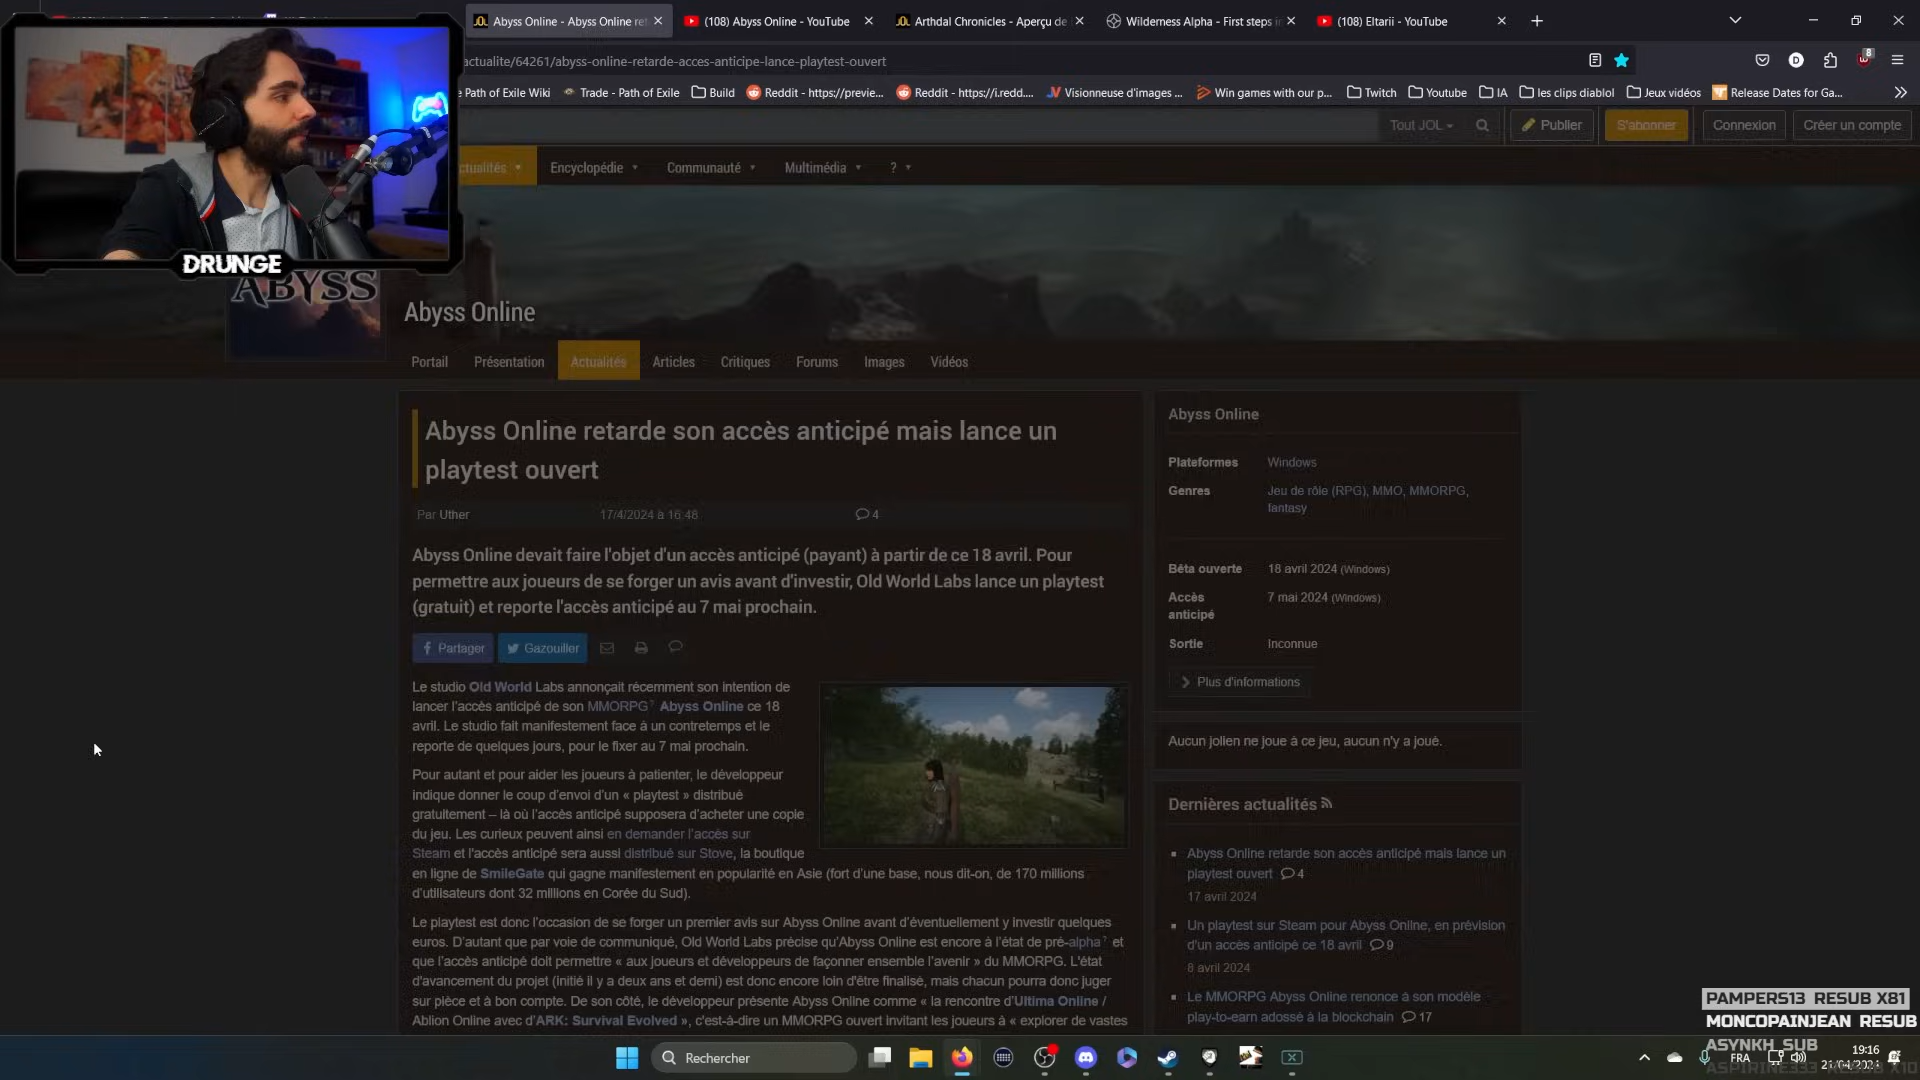 Abyss Online - Abyss Online re
(108) Abyss Online - YouTube
Arthdal Chronicles - Aperçu de
Wilderness Alpha - First steps i
(108) Eltarii - YouTube
actualite/64261/abyss-online-retarde-acces-anticipe-lance-playtest-ouvert
8
e Path of Exile Wiki
Trade - Path of Exile
Build
Reddit - https://previe...
Reddit - https://i.redd....
Visionneuse d'images ...
Win games with our p...
Twitch
Youtube
IA
les clips diablol
Jeux vidéos
Release Dates for Ga...
Tout JOL
Publier
S'abonner
Connexion
Créer un compte
ctualités
Encyclopédie
Communauté
Multimédia
?
DRUNGE
ABYSS
Abyss Online
Portail
Présentation
Actualités
Articles
Critiques
Forums
Images
Vidéos
Abyss Online retarde son accès anticipé mais lance un
playtest ouvert
Par Uther
17/4/2024 à 16:48
4
Abyss Online devait faire l'objet d'un accès anticipé (payant) à partir de ce 18 avril. Pour
permettre aux joueurs de se forger un avis avant d'investir, Old World Labs lance un playtest
(gratuit) et reporte l'accès anticipé au 7 mai prochain.
Partager
Gazouiller
Le studio Old World Labs annonçait récemment son intention de
lancer l'accès anticipé de son MMORPG? Abyss Online ce 18
avril. Le studio fait manifestement face à un contretemps et le
reporte de quelques jours, pour le fixer au 7 mai prochain.
Pour autant et pour aider les joueurs à patienter, le développeur
indique donner le coup d'envoi d'un « playtest » distribué
gratuitement – là où l'accès anticipé supposera d'acheter une copie
du jeu. Les curieux peuvent ainsi en demander l'accès sur
Steam et l'accès anticipé sera aussi distribué sur Stove, la boutique
en ligne de SmileGate qui gagne manifestement en popularité en Asie (fort d'une base, nous dit-on, de 170 millions
d'utilisateurs dont 32 millions en Corée du Sud).
Le playtest est donc l'occasion de se forger un premier avis sur Abyss Online avant d'éventuellement y investir quelques
euros. D'autant que par voie de communiqué, Old World Labs précise qu'Abyss Online est encore à l'état de pré-alpha? et
que l'accès anticipé doit permettre « aux joueurs et développeurs de façonner ensemble l'avenir » du MMORPG. L'état
d'avancement du projet (initié il y a deux ans et demi) est donc encore loin d'être finalisé, mais chacun pourra donc juger
sur pièce et à bon compte. De son côté, le développeur présente Abyss Online comme « la rencontre d'Ultima Online /
Ablion Online avec d'ARK: Survival Evolved », c'est-à-dire un MMORPG ouvert invitant les joueurs à « explorer de vastes
Abyss Online
Plateformes
Windows
Genres
Jeu de rôle (RPG), MMO, MMORPG,
fantasy
Bêta ouverte
18 avril 2024 (Windows)
Accès
anticipé
7 mai 2024 (Windows)
Sortie
Inconnue
Plus d'informations
Aucun jolien ne joue à ce jeu, aucun n'y a joué.
Dernières actualités
Abyss Online retarde son accès anticipé mais lance un
playtest ouvert 4
17 avril 2024
Un playtest sur Steam pour Abyss Online, en prévision
d'un accès anticipé ce 18 avril 9
8 avril 2024
Le MMORPG Abyss Online renonce à son modèle
play-to-earn adossé à la blockchain 17
PAMPERS13 RESUB X81
MONCOPAINJEAN RESUB
ASYNKH_SUB
ASPIRINE333 RESUB X10
Rechercher
FRA
19:16
21/04/2024